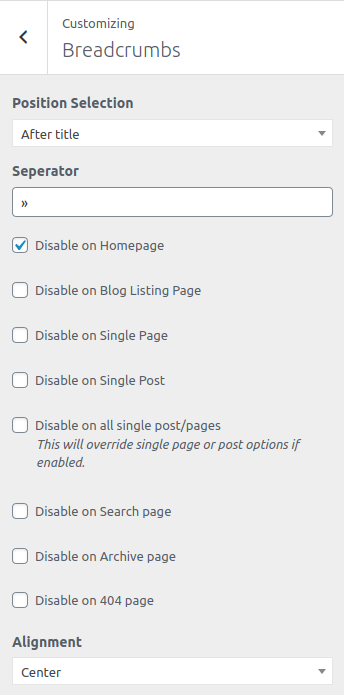 Customizing
Breadcrumbs
Position Selection
After title
Seperator
»
Disable on Homepage
Disable on Blog Listing Page
Disable on Single Page
Disable on Single Post
Disable on all single post/pages
This will override single page or post options if
enabled.
Disable on Search page
Disable on Archive page
Disable on 404 page
Alignment
Center